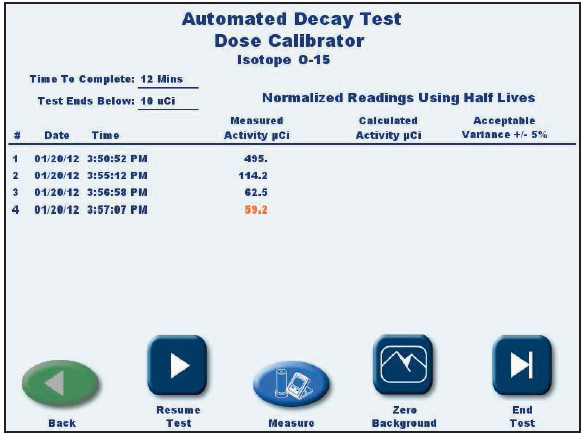 Automated Decay Test
Dose Calibrator
Isotope O-15
Time To Complete: 12 Mins
Test Ends Below: 10 uCi
Normalized Readings Using Half Lives
# Date Time Measured Activity µCi Calculated Activity µCi Acceptable Variance +/- 5%
1 01/20/12 3:50:52 PM 495.
2 01/20/12 3:55:12 PM 114.2
3 01/20/12 3:56:58 PM 62.5
4 01/20/12 3:57:07 PM 59.2
Back
Resume Test
Measure
Zero Background
End Test